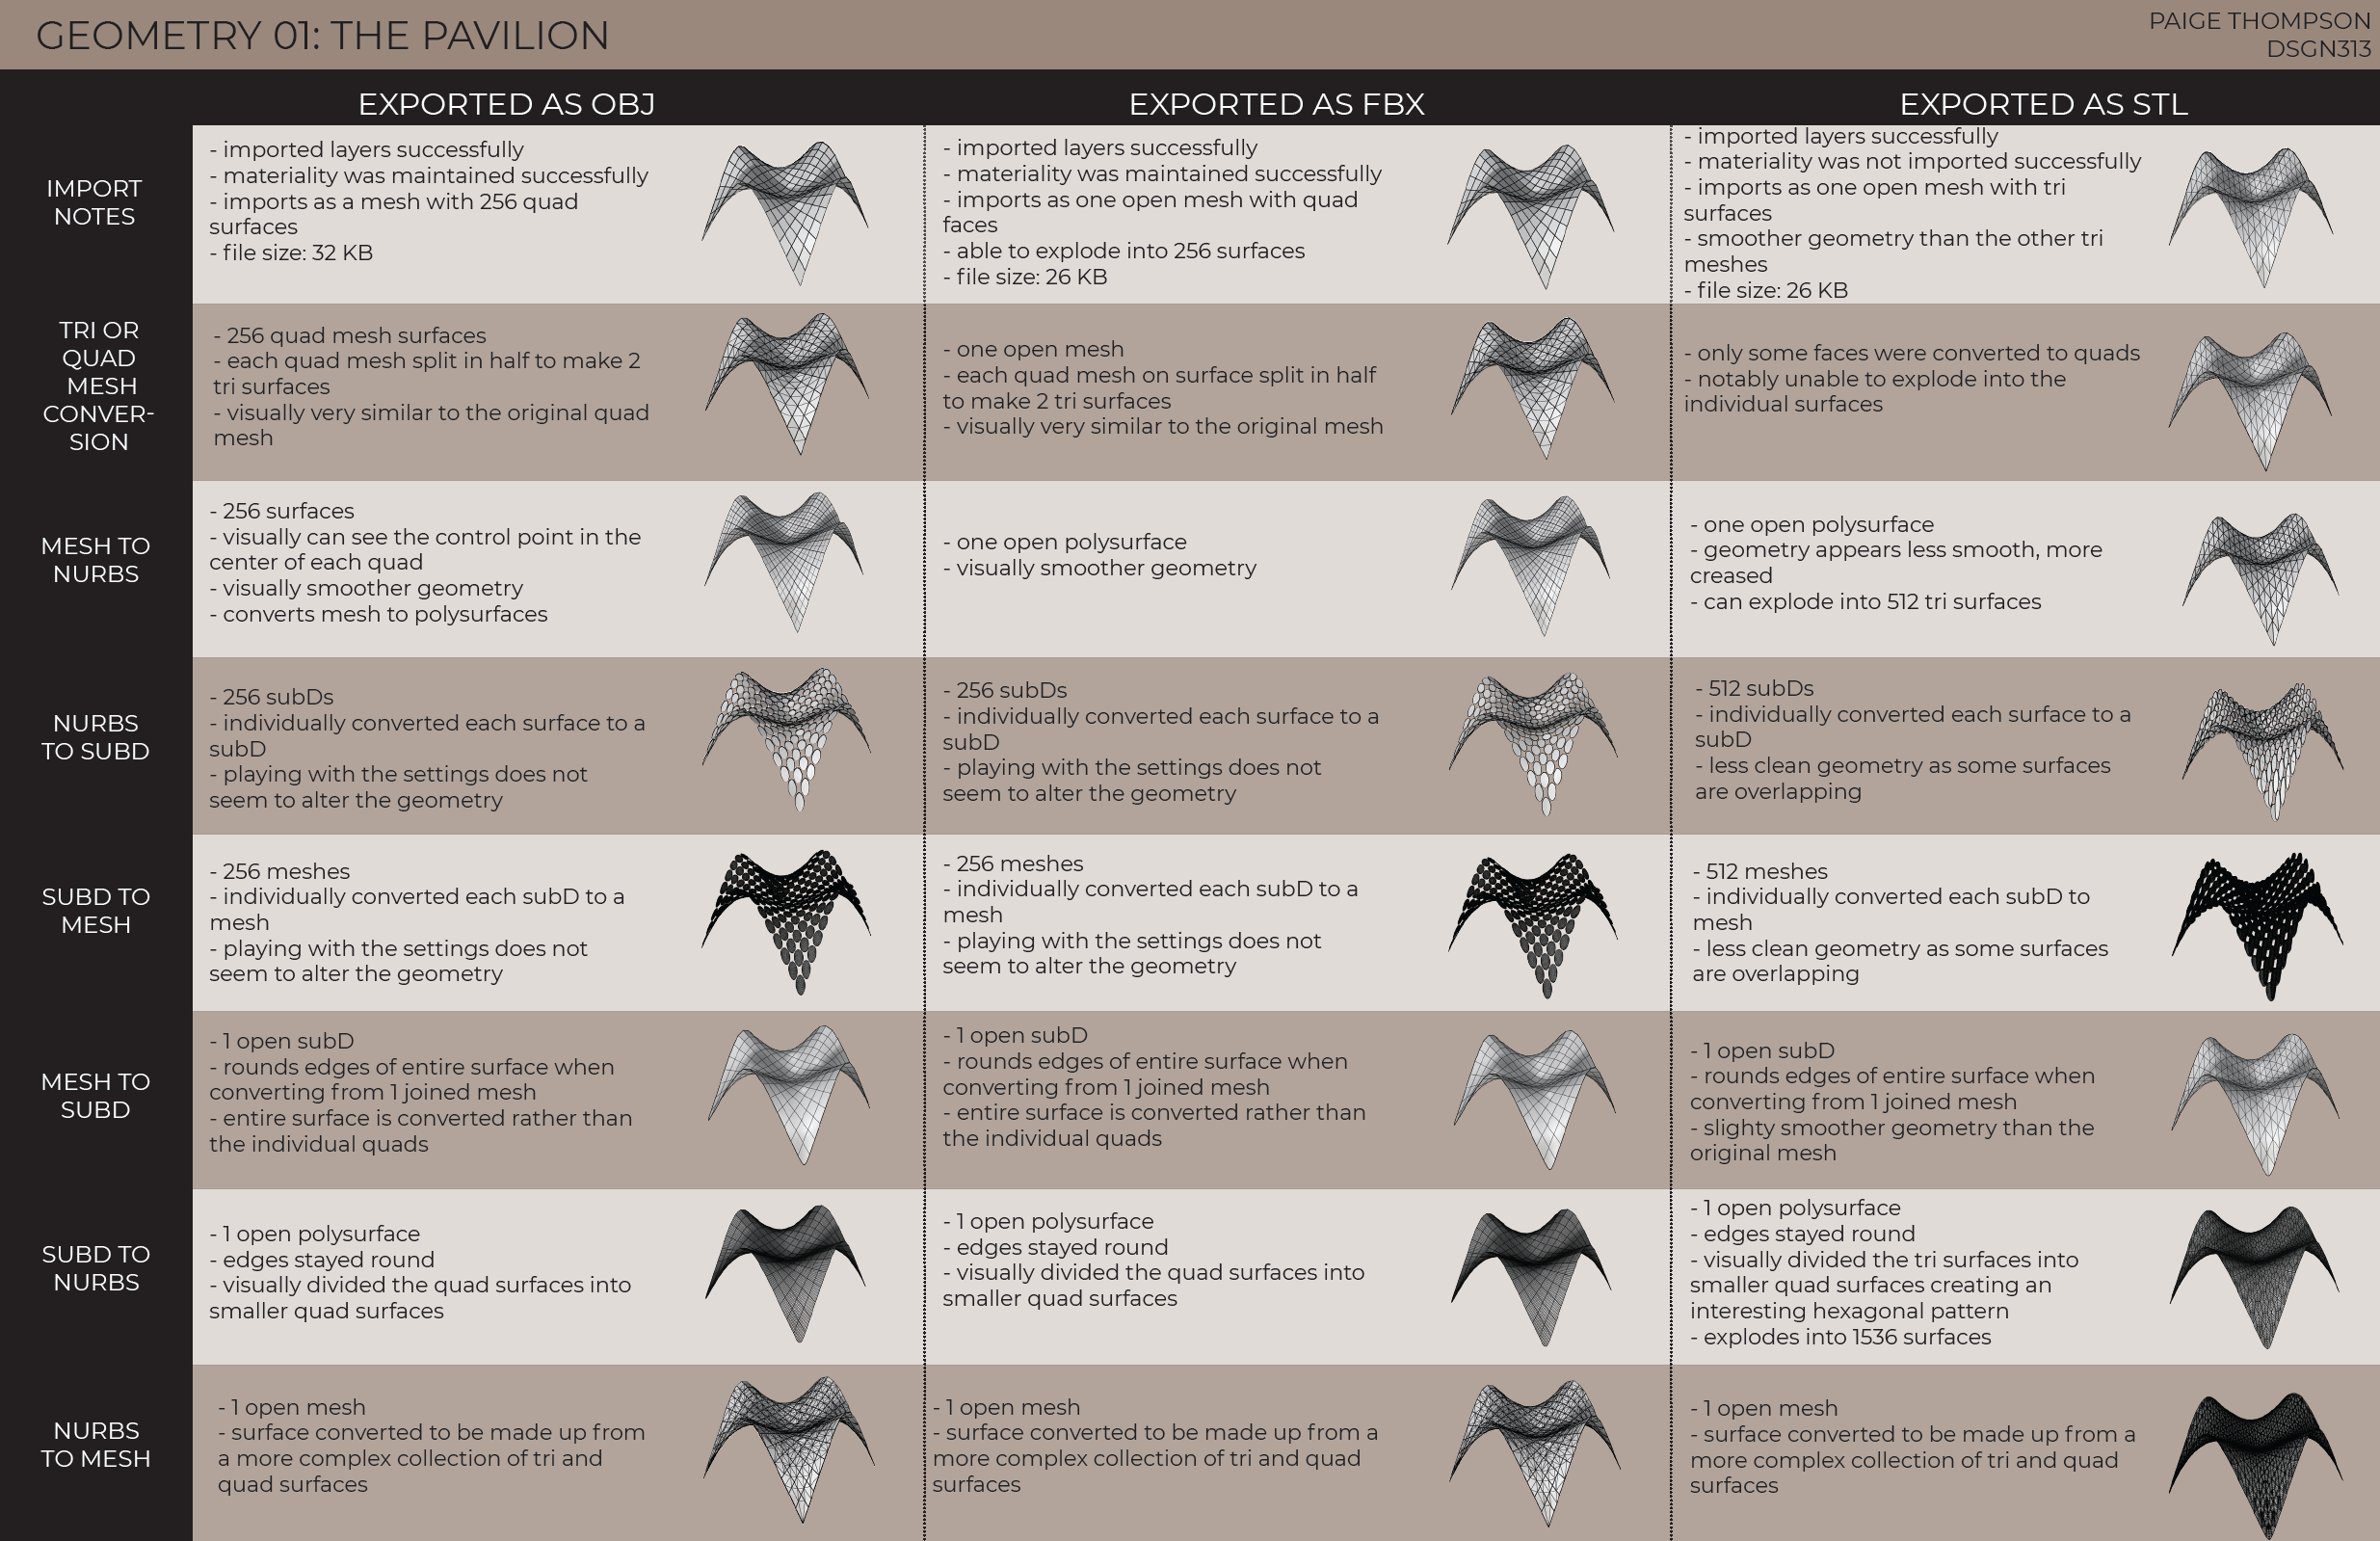 GEOMETRY 01: THE PAVILION
PAIGE THOMPSON
DSGN313
EXPORTED AS OBJ
EXPORTED AS FBX
EXPORTED AS STL
IMPORT
NOTES
- imported layers successfully
- materiality was maintained successfully
- imports as a mesh with 256 quad
surfaces
- file size: 32 KB
- imported layers successfully
- materiality was maintained successfully
- imports as one open mesh with quad
faces
- able to explode into 256 surfaces
- file size: 26 KB
- imported layers successfully
- materiality was not imported successfully
- imports as one open mesh with tri
surfaces
- smoother geometry than the other tri
meshes
- file size: 26 KB
TRI OR
QUAD
MESH
CONVER-
SION
- 256 quad mesh surfaces
- each quad mesh split in half to make 2
tri surfaces
- visually very similar to the original quad
mesh
- one open mesh
- each quad mesh on surface split in half
to make 2 tri surfaces
- visually very similar to the original mesh
- only some faces were converted to quads
- notably unable to explode into the
individual surfaces
MESH TO
NURBS
- 256 surfaces
- visually can see the control point in the
center of each quad
- visually smoother geometry
- converts mesh to polysurfaces
- one open polysurface
- visually smoother geometry
- one open polysurface
- geometry appears less smooth, more
creased
- can explode into 512 tri surfaces
NURBS
TO SUBD
- 256 subDs
- individually converted each surface to a
subD
- playing with the settings does not
seem to alter the geometry
- 256 subDs
- individually converted each surface to a
subD
- playing with the settings does not
seem to alter the geometry
- 512 subDs
- individually converted each surface to a
subD
- less clean geometry as some surfaces
are overlapping
SUBD TO
MESH
- 256 meshes
- individually converted each subD to a
mesh
- playing with the settings does not
seem to alter the geometry
- 256 meshes
- individually converted each subD to a
mesh
- playing with the settings does not
seem to alter the geometry
- 512 meshes
- individually converted each subD to
mesh
- less clean geometry as some surfaces
are overlapping
MESH TO
SUBD
- 1 open subD
- rounds edges of entire surface when
converting from 1 joined mesh
- entire surface is converted rather than
the individual quads
- 1 open subD
- rounds edges of entire surface when
converting from 1 joined mesh
- entire surface is converted rather than
the individual quads
- 1 open subD
- rounds edges of entire surface when
converting from 1 joined mesh
- slighty smoother geometry than the
original mesh
SUBD TO
NURBS
- 1 open polysurface
- edges stayed round
- visually divided the quad surfaces into
smaller quad surfaces
- 1 open polysurface
- edges stayed round
- visually divided the quad surfaces into
smaller quad surfaces
- 1 open polysurface
- edges stayed round
- visually divided the tri surfaces into
smaller quad surfaces creating an
interesting hexagonal pattern
- explodes into 1536 surfaces
NURBS
TO MESH
- 1 open mesh
- surface converted to be made up from
a more complex collection of tri and
quad surfaces
- 1 open mesh
- surface converted to be made up from a
more complex collection of tri and quad
surfaces
- 1 open mesh
- surface converted to be made up from a
more complex collection of tri and quad
surfaces